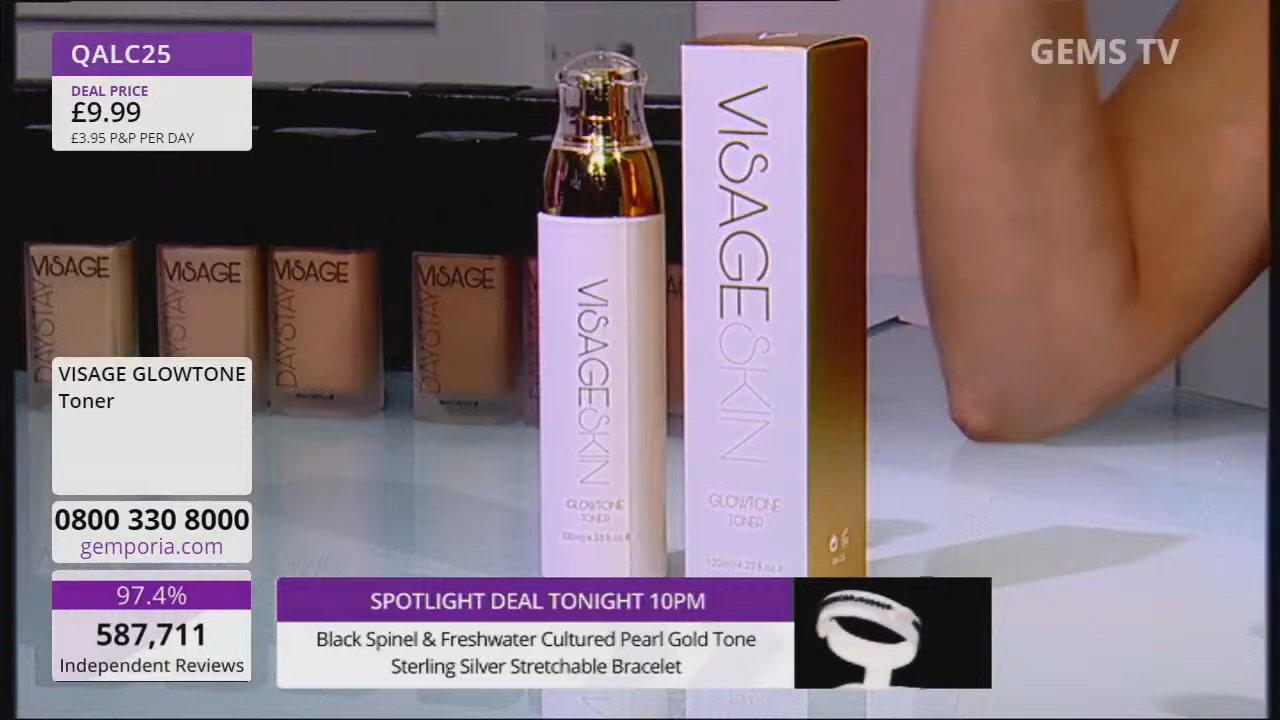 QALC25
DEAL PRICE
£9.99
£3.95 P&P PER DAY
GEMS TV
VISAGE
DAYSTAY
VISAGE
DAYSTAY
VISAGE
DAYSTAY
VISAGE
DAYSTAY
VISAGESKIN
GLOWTONE
TONER
VISAGESKIN
GLOWTONE
TONER
VISAGE GLOWTONE
Toner
0800 330 8000
gemporia.com
97.4%
587,711
Independent Reviews
SPOTLIGHT DEAL TONIGHT 10PM
Black Spinel & Freshwater Cultured Pearl Gold Tone
Sterling Silver Stretchable Bracelet